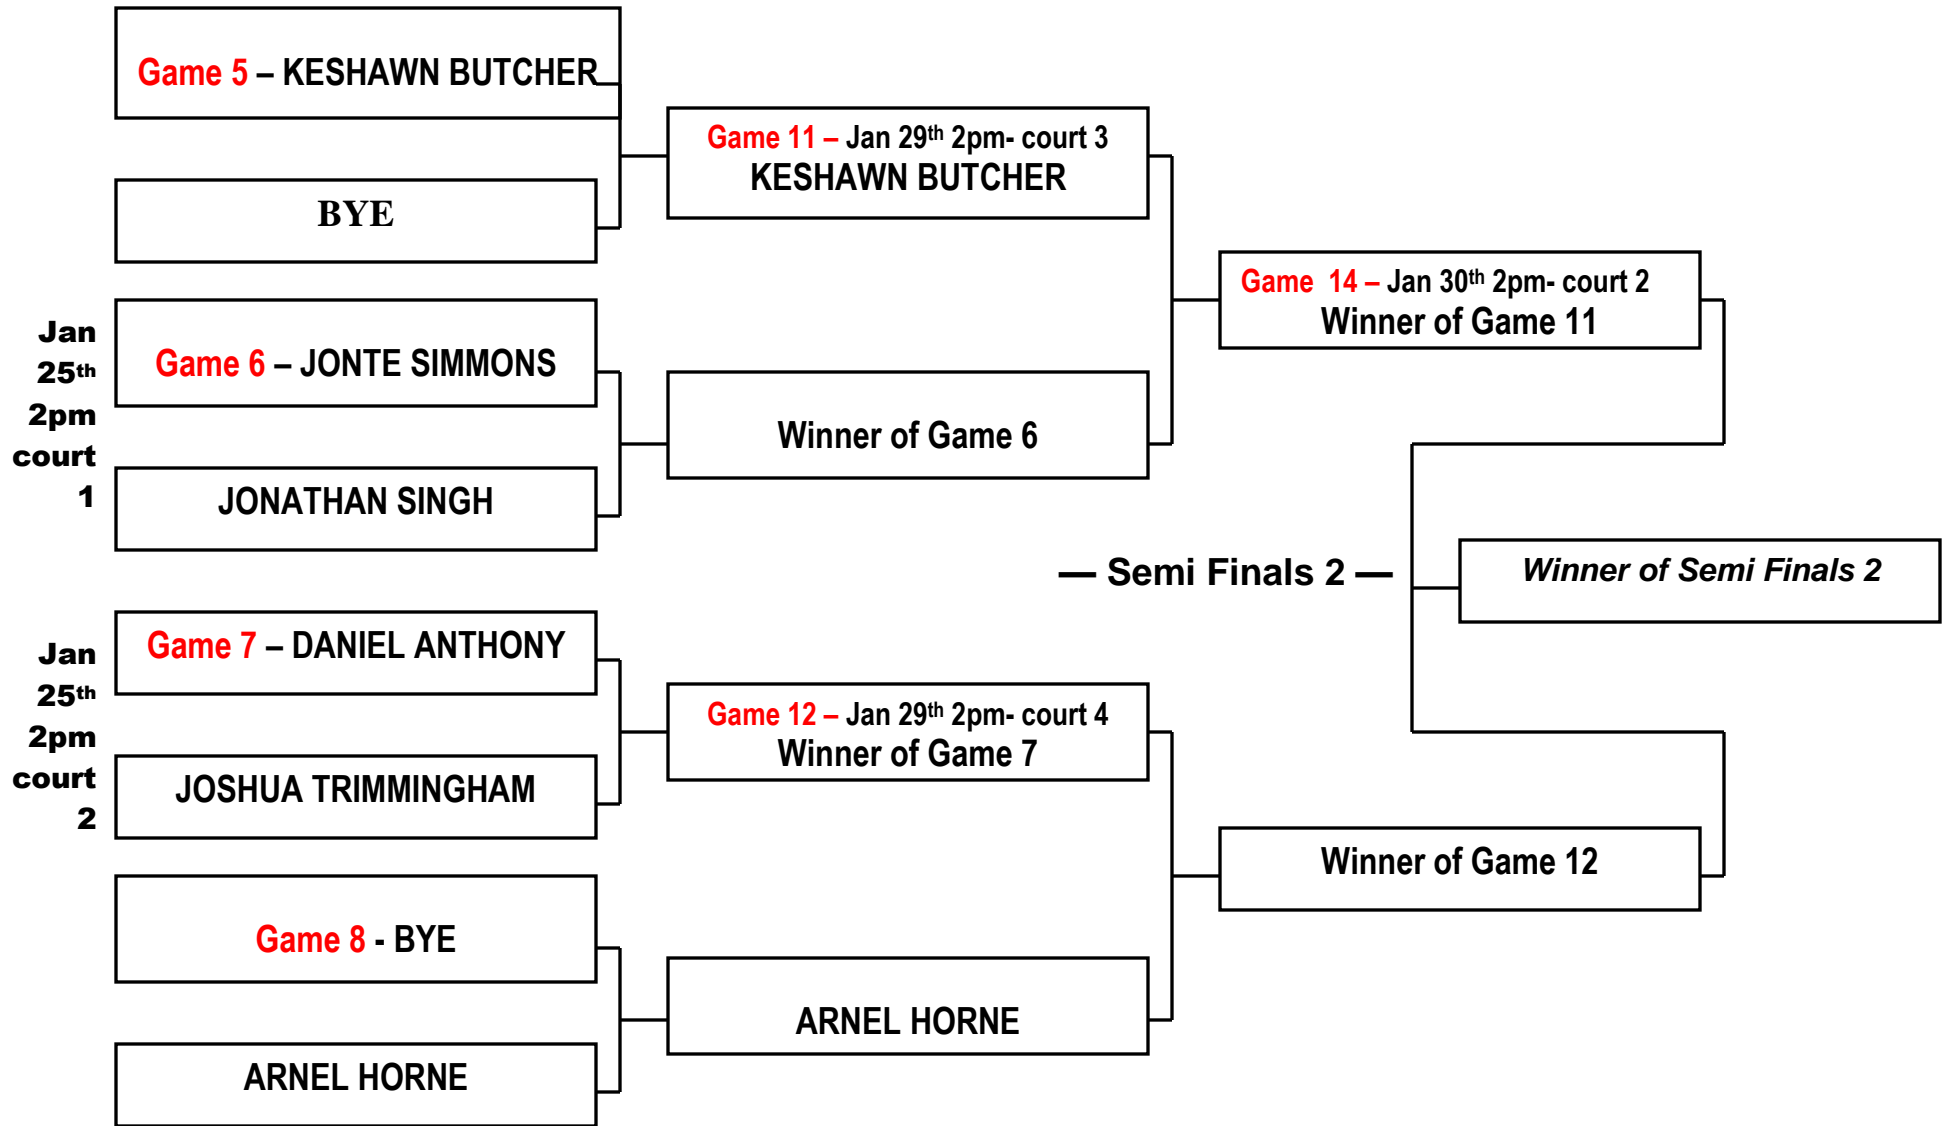 Game 5 – KESHAWN BUTCHER
BYE
Jan
25th
2pm
court
1
Game 6 – JONTE SIMMONS
JONATHAN SINGH
Jan
25th
2pm
court
2
Game 7 – DANIEL ANTHONY
JOSHUA TRIMMINGHAM
Game 8 - BYE
ARNEL HORNE
Game 11 – Jan 29th 2pm- court 3
KESHAWN BUTCHER
Winner of Game 6
Game 12 – Jan 29th 2pm- court 4
Winner of Game 7
ARNEL HORNE
Game 14 – Jan 30th 2pm- court 2
Winner of Game 11
— Semi Finals 2 —
Winner of Game 12
Winner of Semi Finals 2